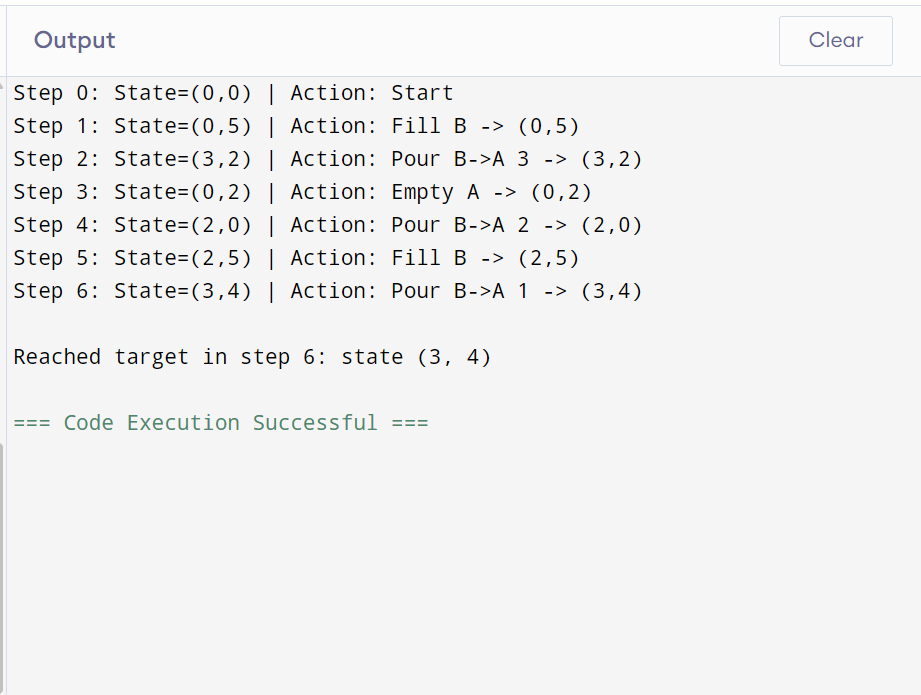 Output
Clear
Step 0: State=(0,0) | Action: Start
Step 1: State=(0,5) | Action: Fill B -> (0,5)
Step 2: State=(3,2) | Action: Pour B->A 3 -> (3,2)
Step 3: State=(0,2) | Action: Empty A -> (0,2)
Step 4: State=(2,0) | Action: Pour B->A 2 -> (2,0)
Step 5: State=(2,5) | Action: Fill B -> (2,5)
Step 6: State=(3,4) | Action: Pour B->A 1 -> (3,4)
Reached target in step 6: state (3, 4)
=== Code Execution Successful ===